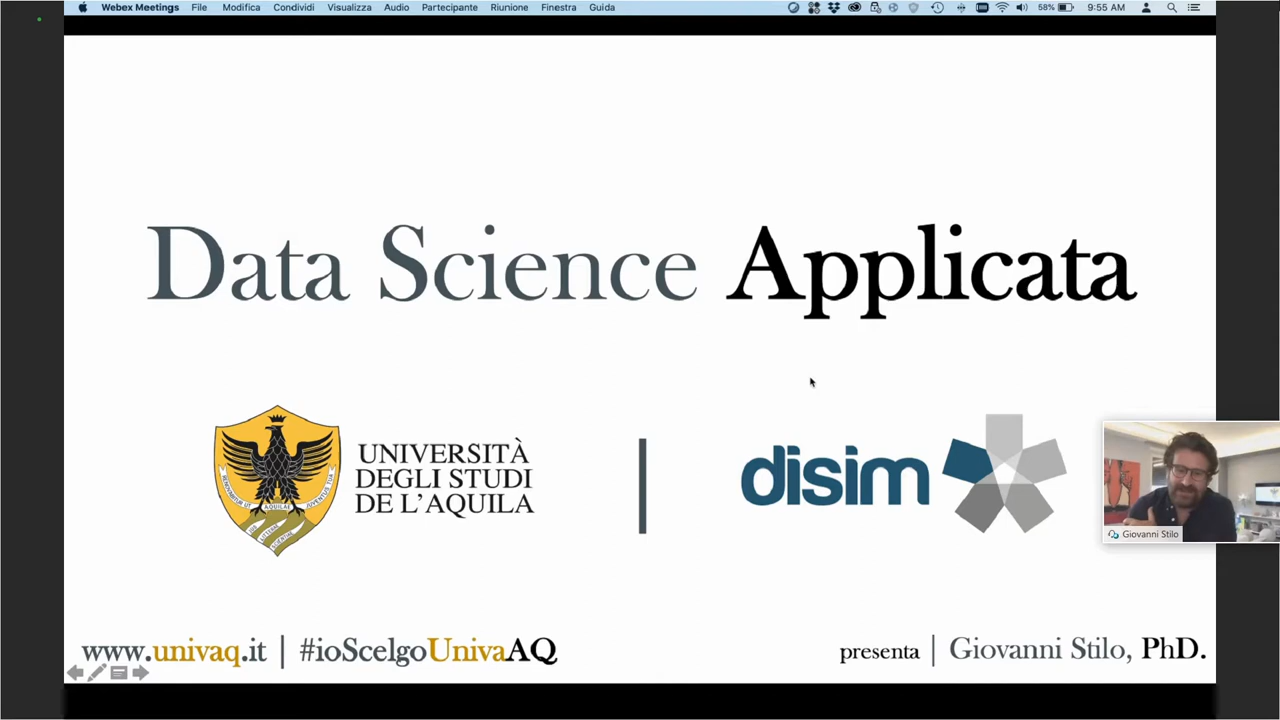 Webex Meetings File Modifica Condividi Visualizza Audio Partecipante Riunione Finestra Guida 58% 9:55 AM
Data Science Applicata
UNIVERSITÀ
DEGLI STUDI
DE L'AQUILA
disim
Giovanni Stilo
www.univaq.it | #ioScelgoUnivaAQ
presenta | Giovanni Stilo, PhD.